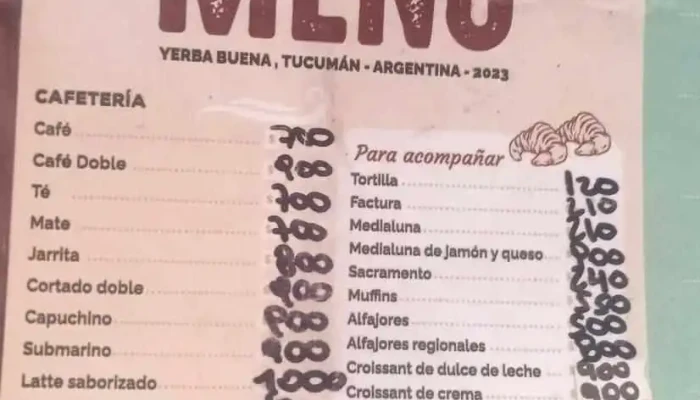 MENÚ
YERBA BUENA, TUCUMÁN - ARGENTINA - 2023
CAFETERÍA
Café 700
Café Doble 900
Té 700
Mate 700
Jarrita 800
Cortado doble 900
Capuchino 900
Submarino 900
Latte saborizado 1000
Para acompañar
Tortilla 120
Factura 210
Medialuna 210
Medialuna de jamón y queso
Sacramento 240
Muffins
Alfajores
Alfajores regionales
Croissant de dulce de leche 900
Croissant de crema 900